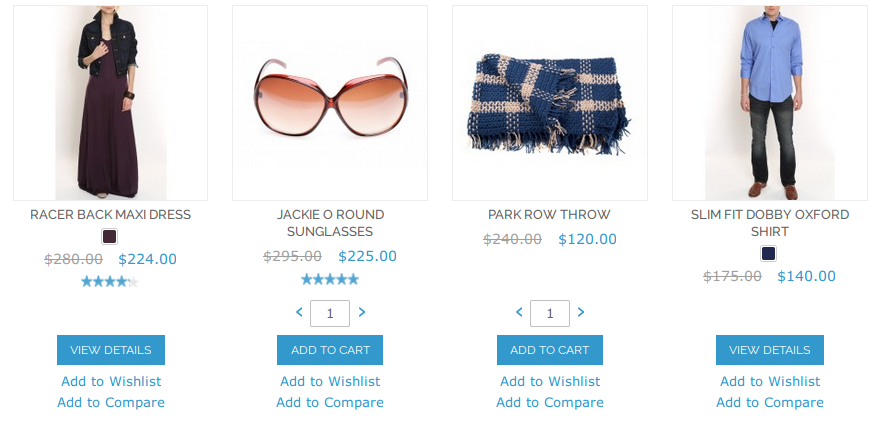 RACER BACK MAXI DRESS
$280.00 $224.00
VIEW DETAILS
Add to Wishlist
Add to Compare
JACKIE O ROUND
SUNGLASSES
$295.00 $225.00
< 1 >
ADD TO CART
Add to Wishlist
Add to Compare
PARK ROW THROW
$240.00 $120.00
< 1 >
ADD TO CART
Add to Wishlist
Add to Compare
SLIM FIT DOBBY OXFORD
SHIRT
$175.00 $140.00
VIEW DETAILS
Add to Wishlist
Add to Compare